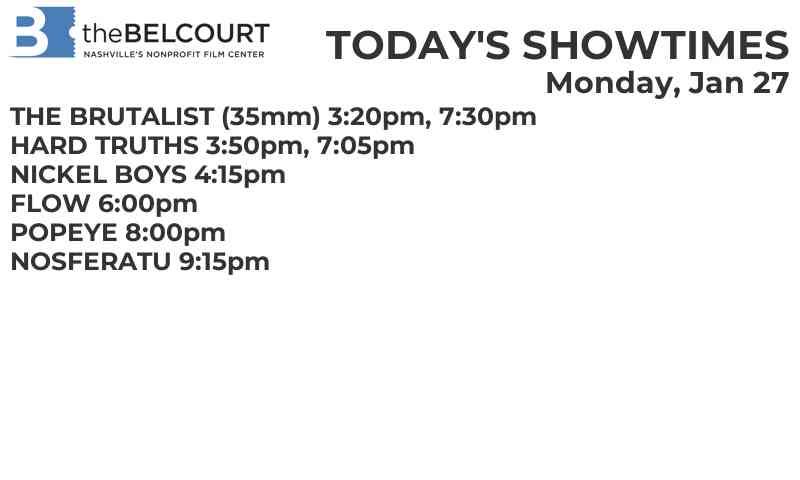 B theBELCOURT
NASHVILLE'S NONPROFIT FILM CENTER
TODAY'S SHOWTIMES
Monday, Jan 27
THE BRUTALIST (35mm) 3:20pm, 7:30pm
HARD TRUTHS 3:50pm, 7:05pm
NICKEL BOYS 4:15pm
FLOW 6:00pm
POPEYE 8:00pm
NOSFERATU 9:15pm